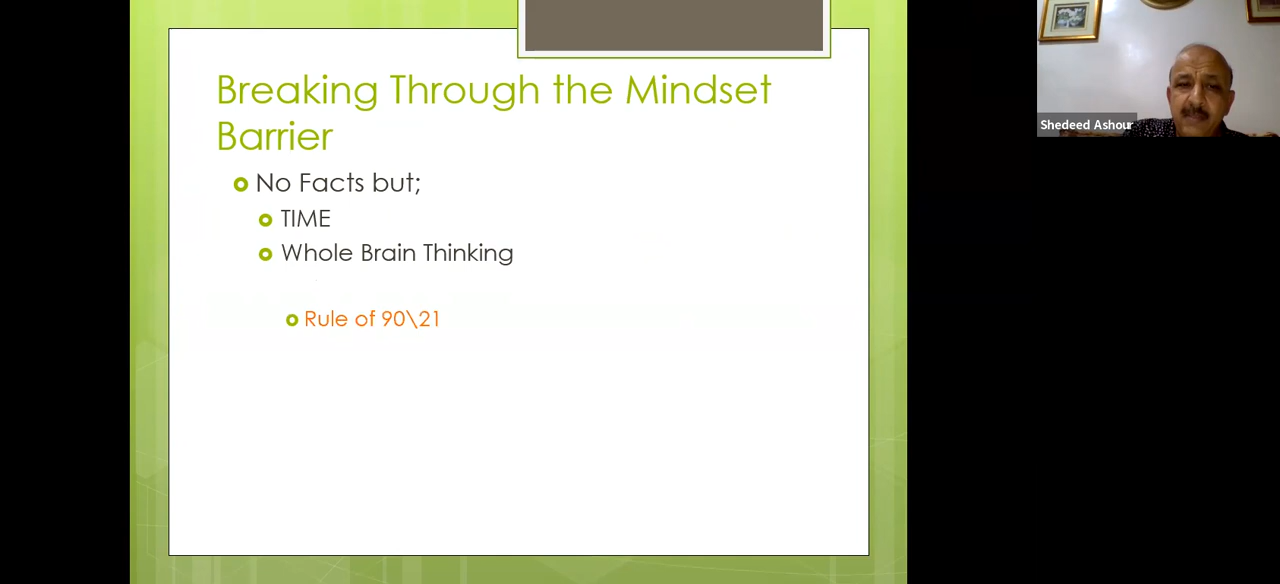 Breaking Through the Mindset
Barrier
No Facts but;
TIME
Whole Brain Thinking
Rule of 90\21
Shedeed Ashour